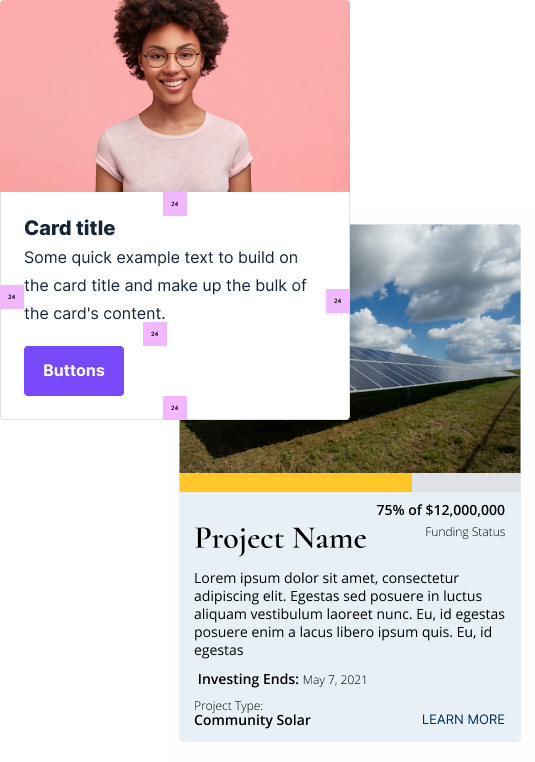 24
Card title
Some quick example text to build on
the card title and make up the bulk of
24
24
the card's content.
24
Buttons
24
75% of $12,000,000
Project Name
Funding Status
Lorem ipsum dolor sit amet, consectetur
adipiscing elit. Egestas sed posuere in luctus
aliquam vestibulum laoreet nunc. Eu, id egestas
posuere enim a lacus libero ipsum quis. Eu, id
egestas
Investing Ends: May 7, 2021
Project Type:
Community Solar
LEARN MORE